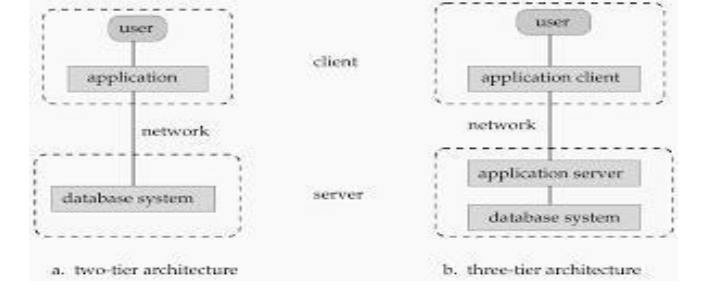 user
application
network
database system
a. two-tier architecture
client
server
user
application client
network
application server
database system
b. three-tier architecture